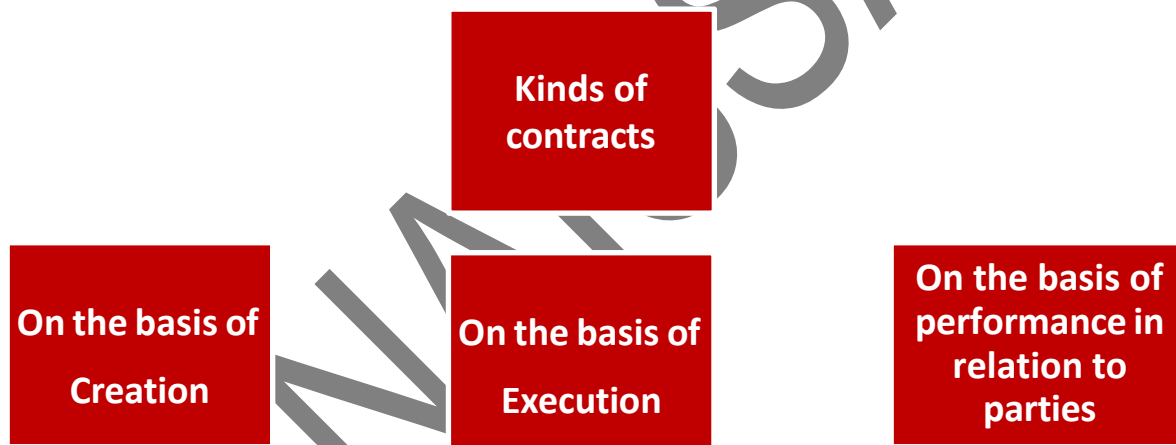 Kinds of
contracts
On the basis of
Creation
On the basis of
Execution
On the basis of
performance in
relation to
parties